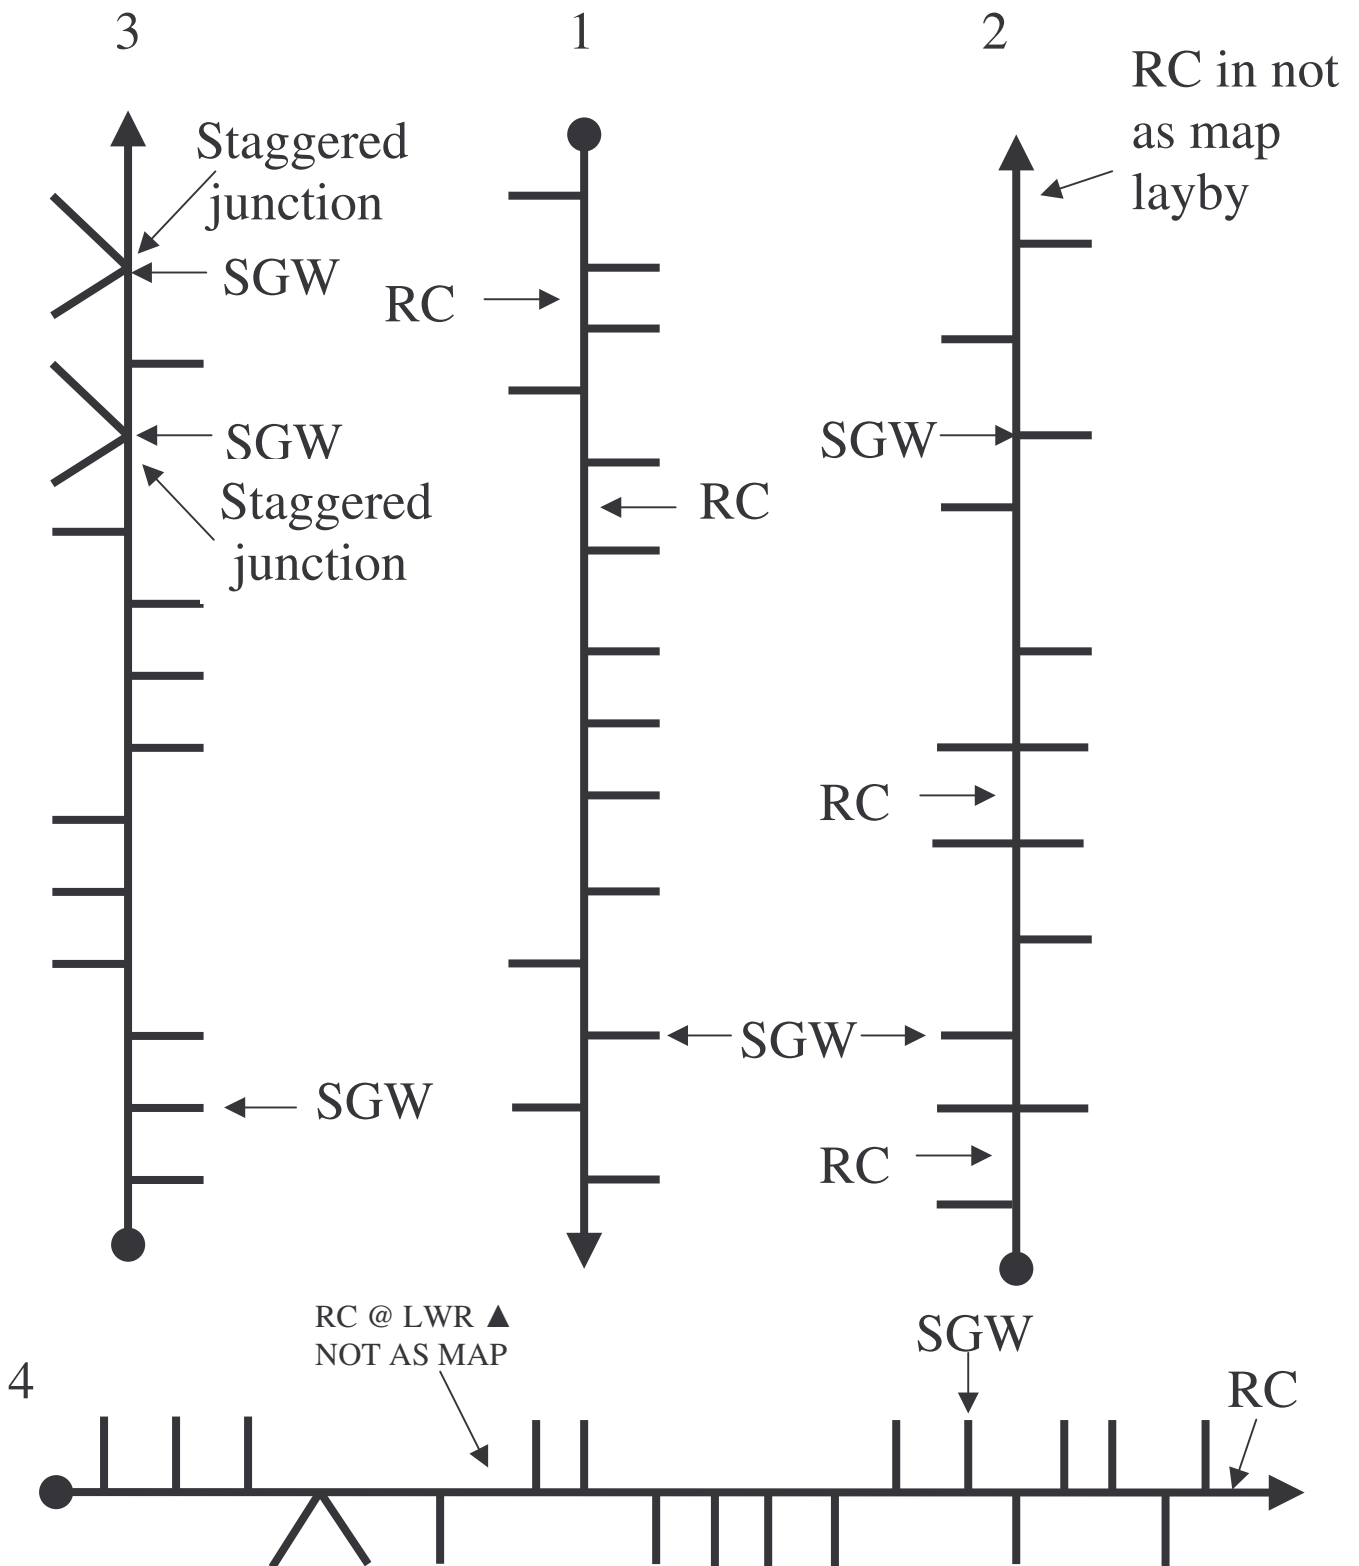 3
1
2
RC in not
as map
layby
Staggered
junction
SGW
RC
SGW
SGW
Staggered
junction
RC
RC
SGW
SGW
RC
RC @ LWR ▲
NOT AS MAP
SGW
4
RC